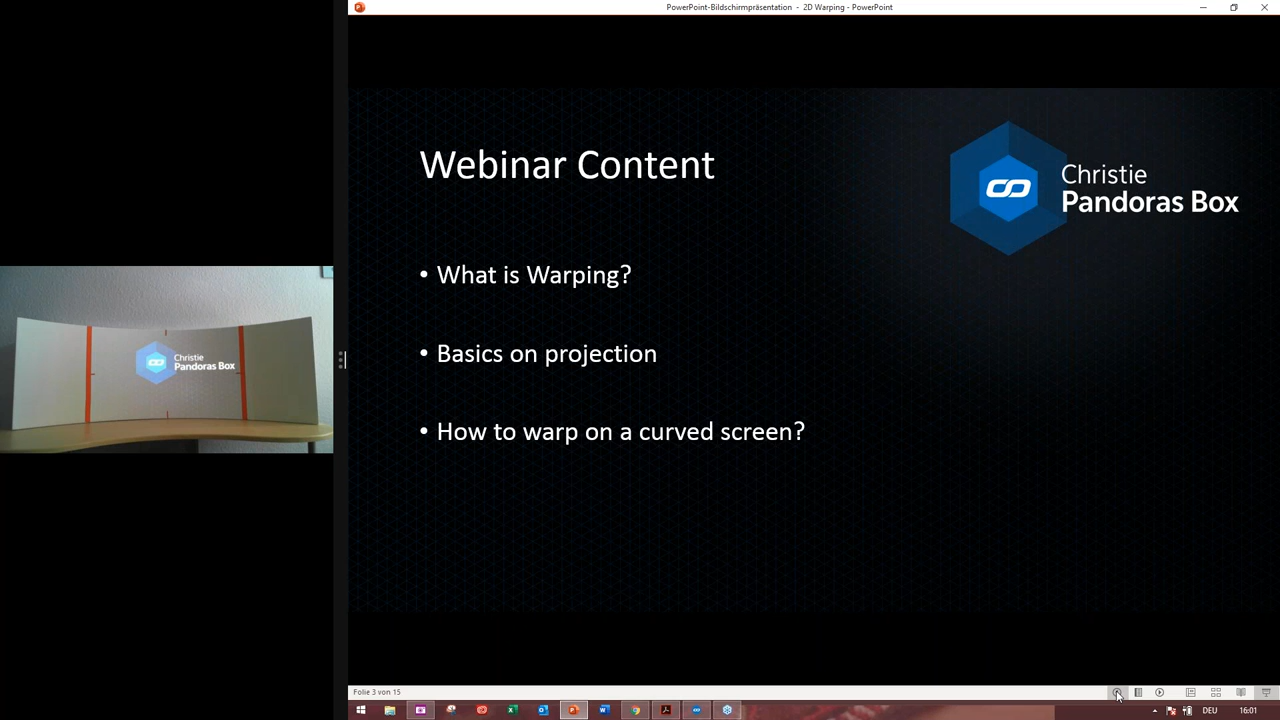 PowerPoint-Bildschirmpräsentation - 2D Warping - PowerPoint
Webinar Content
Christie
Pandoras Box
• What is Warping?
• Basics on projection
• How to warp on a curved screen?
Christie
Pandoras Box
Folie 3 von 15
DEU
16:01